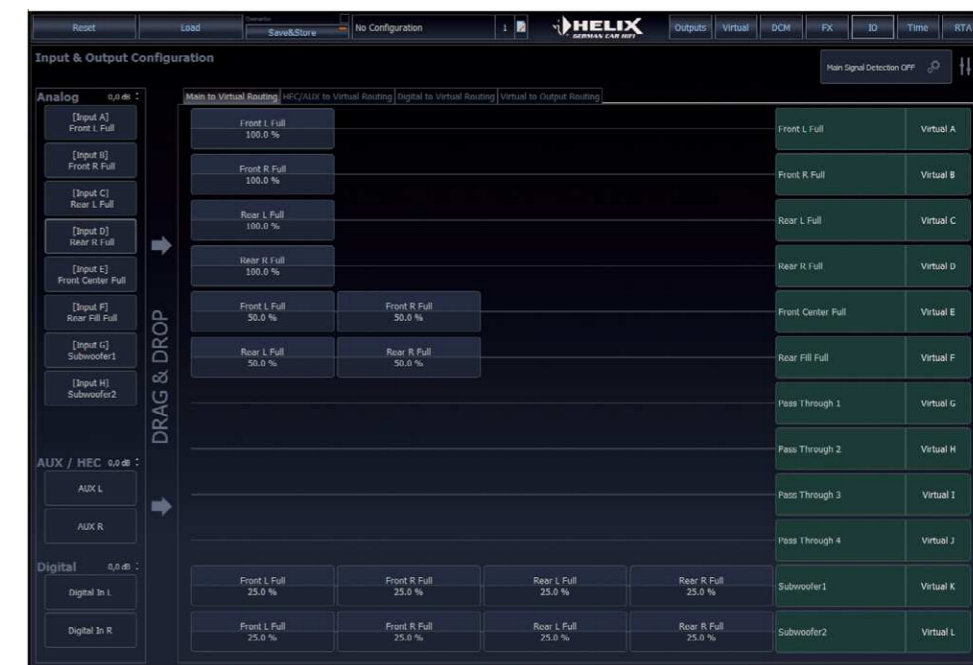 Reset
Load
Overwrite
Save&Store
No Configuration
1
HELIX
GERMAN CAR HIFI
Outputs
Virtual
DCM
FX
IO
Time
RTA
Input & Output Configuration
Main Signal Detection OFF
Analog 0,0 dB
[Input A]
Front L Full
[Input B]
Front R Full
[Input C]
Rear L Full
[Input D]
Rear R Full
[Input E]
Front Center Full
[Input F]
Rear Fill Full
[Input G]
Subwoofer1
[Input H]
Subwoofer2
AUX / HEC 0,0 dB
AUX L
AUX R
Digital 0,0 dB
Digital In L
Digital In R
DRAG & DROP
Main to Virtual Routing HEC/AUX to Virtual Routing Digital to Virtual Routing Virtual to Output Routing
Front L Full
100.0 %
Front L Full Virtual A
Front R Full
100.0 %
Front R Full Virtual B
Rear L Full
100.0 %
Rear L Full Virtual C
Rear R Full
100.0 %
Rear R Full Virtual D
Front L Full Front R Full
50.0 % 50.0 %
Front Center Full Virtual E
Rear L Full Rear R Full
50.0 % 50.0 %
Rear Fill Full Virtual F
Pass Through 1 Virtual G
Pass Through 2 Virtual H
Pass Through 3 Virtual I
Pass Through 4 Virtual J
Front L Full Front R Full Rear L Full Rear R Full
25.0 % 25.0 % 25.0 % 25.0 %
Subwoofer1 Virtual K
Front L Full Front R Full Rear L Full Rear R Full
25.0 % 25.0 % 25.0 % 25.0 %
Subwoofer2 Virtual L